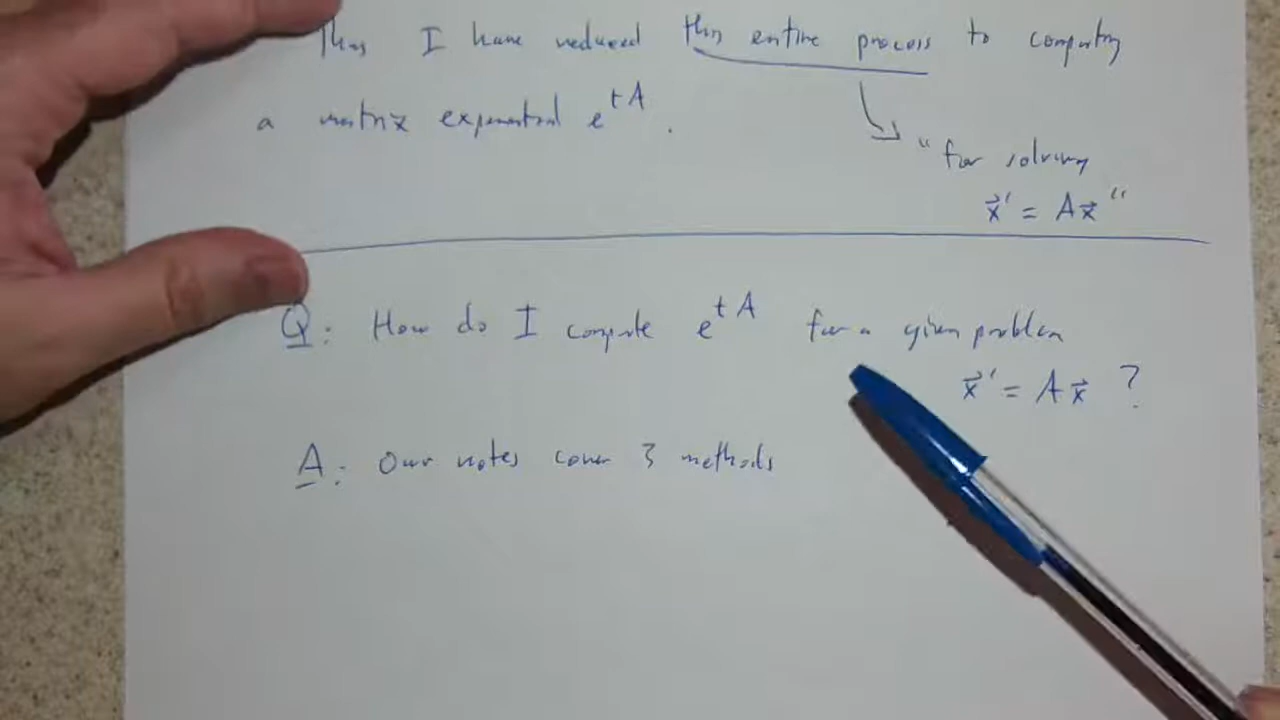 Thus I have reduced this entire process to computing
a matrix exponential e^{tA}.
"for solving
x⃗' = Ax⃗"
Q: How do I compute e^{tA} for a given problem
x⃗' = Ax⃗ ?
A: Our notes cover 3 methods